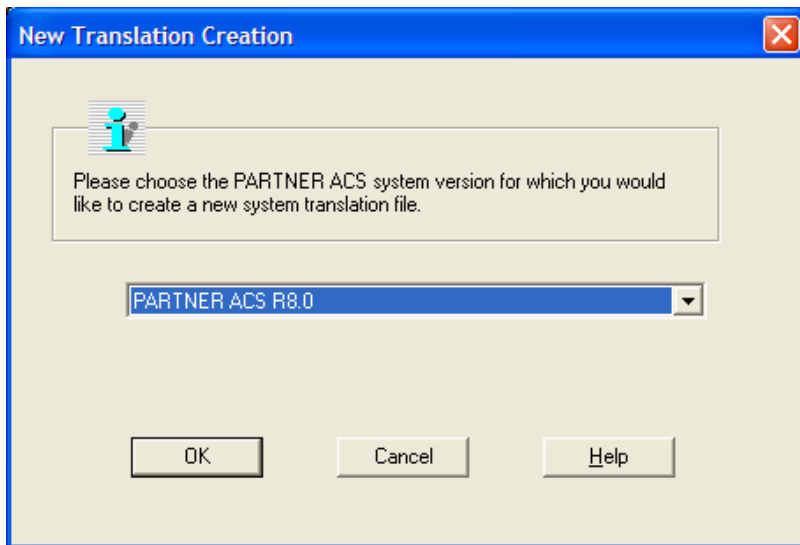 New Translation Creation
Please choose the PARTNER ACS system version for which you would
like to create a new system translation file.
PARTNER ACS R8.0
OK Cancel Help